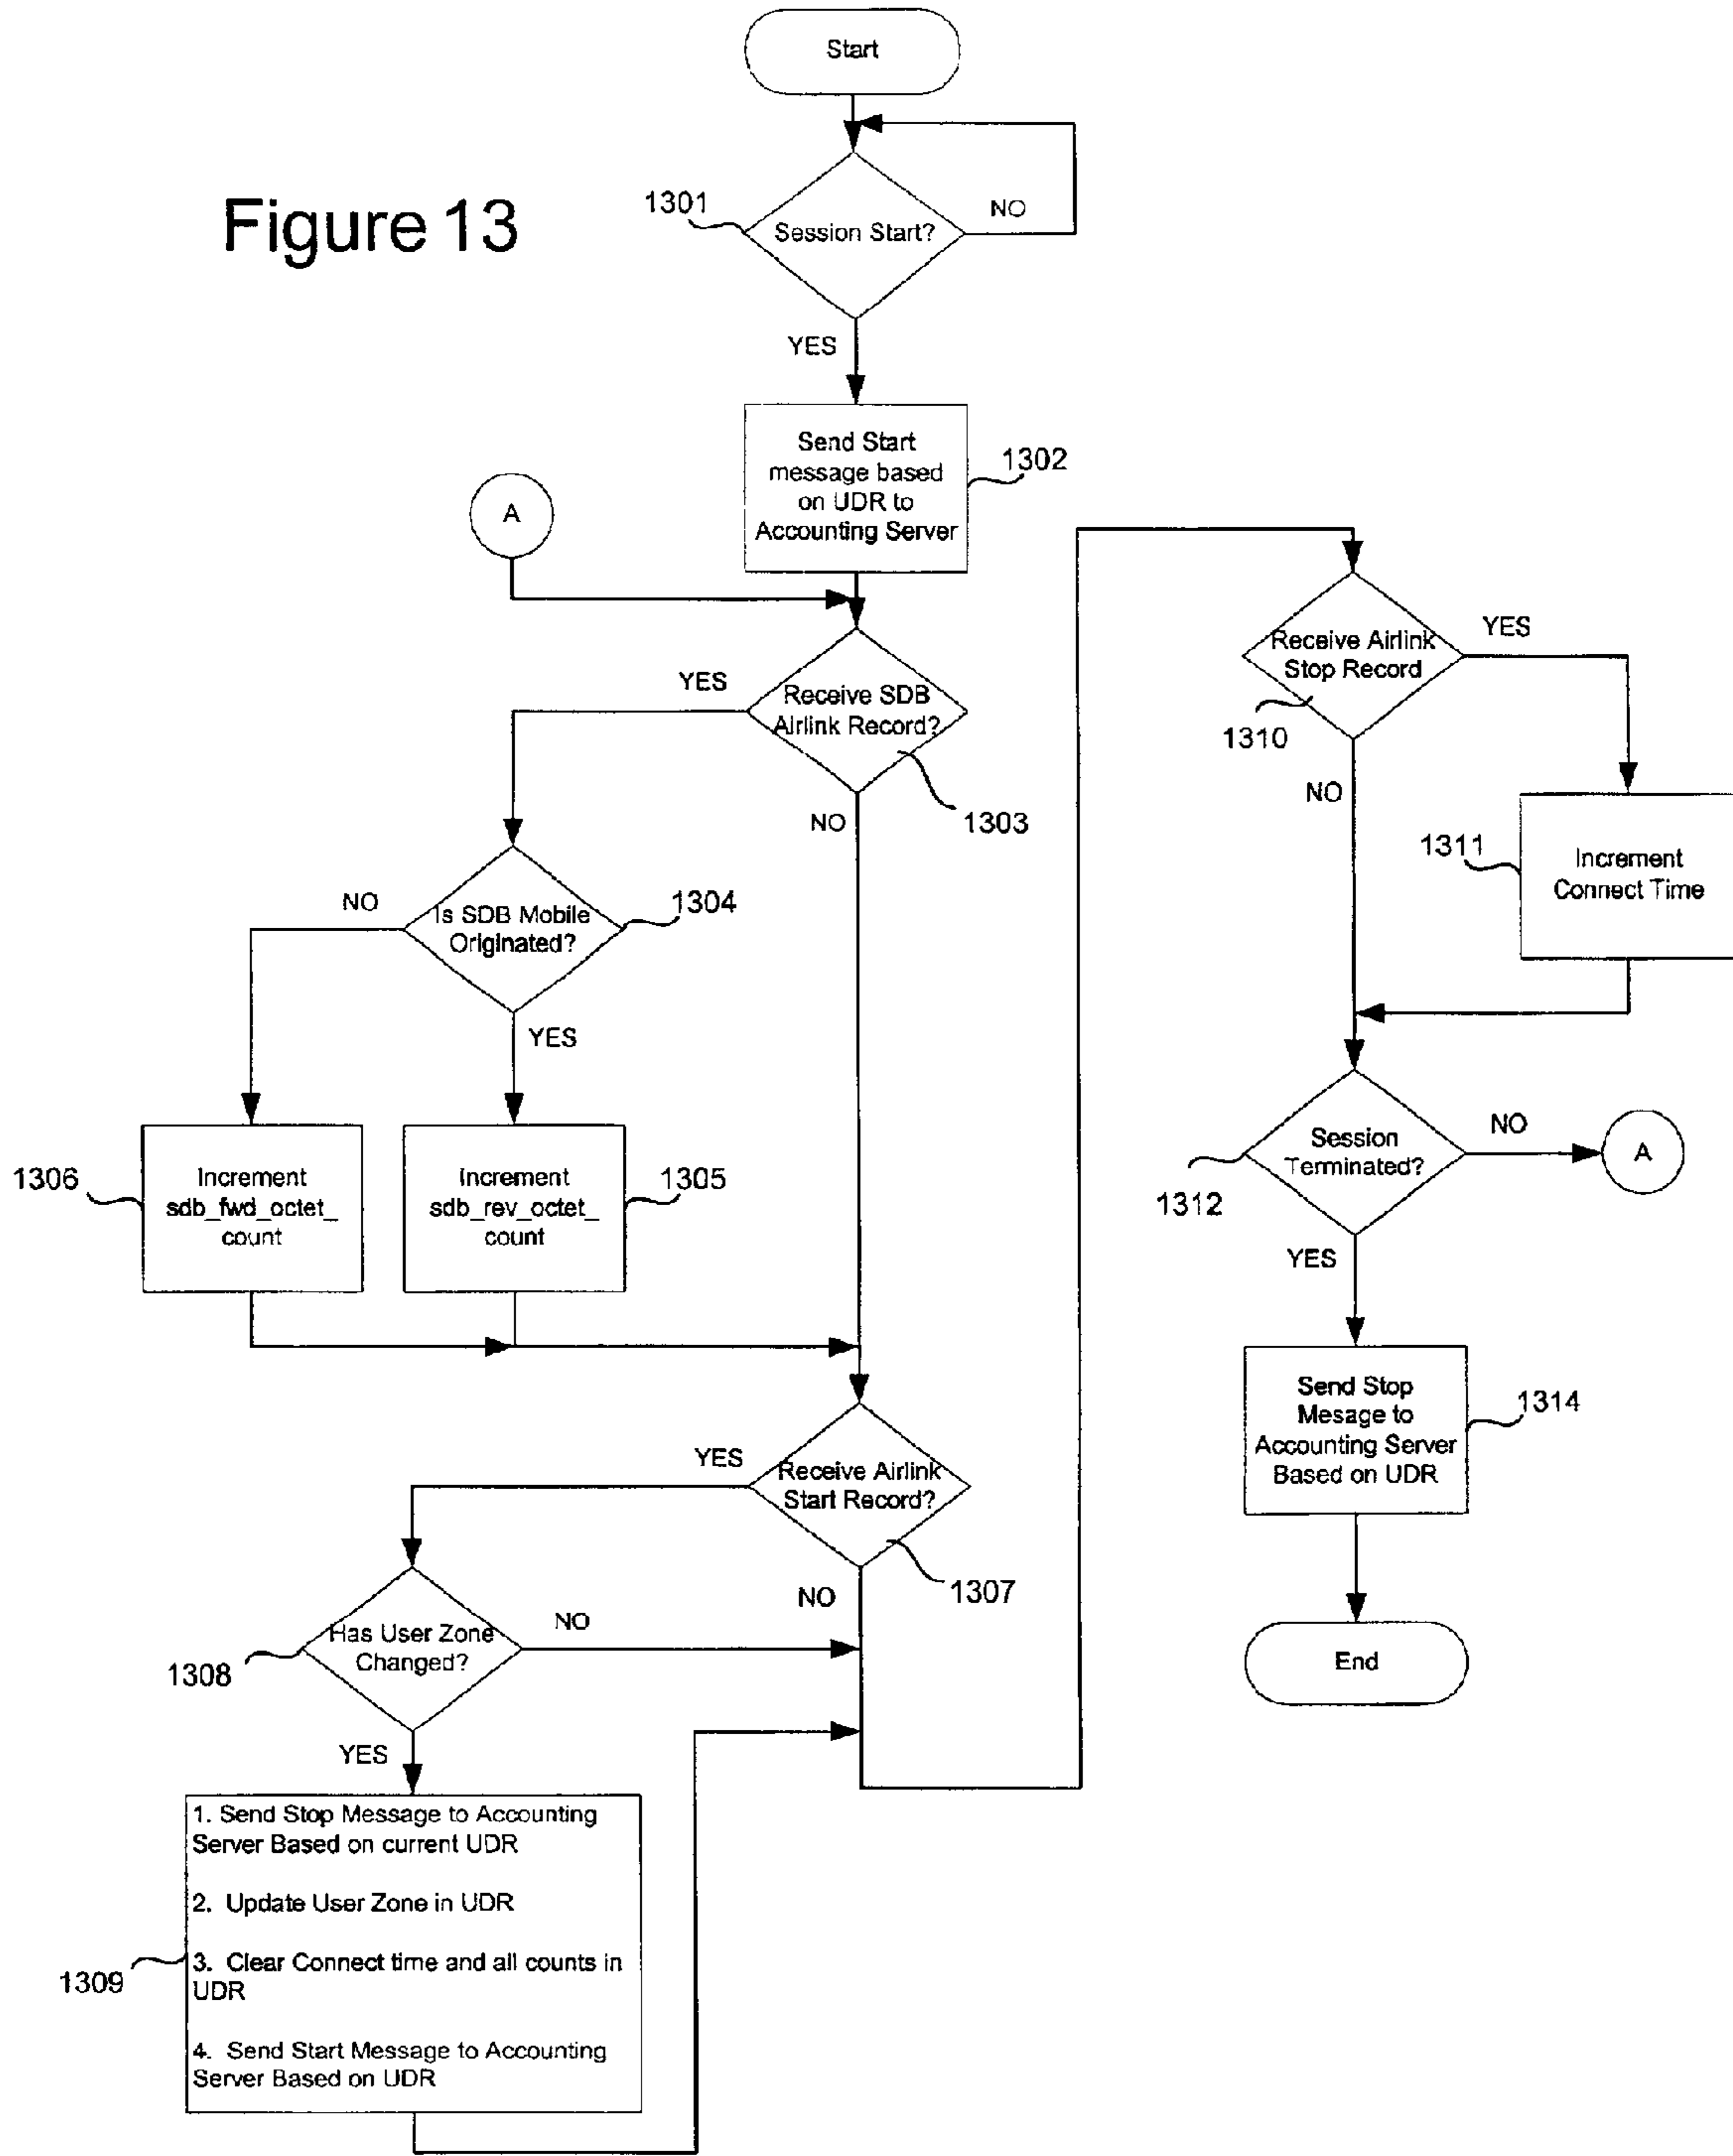 Start
Figure 13
1301
Session Start?
NO
YES
Send Start
message based
on UDR to
Accounting Server
1302
A
Receive SDB
Airlink Record?
YES
NO
1303
Is SDB Mobile
Originated?
1304
NO
YES
1306
Increment
sdb_fwd_octet_
count
Increment
sdb_rev_octet_
count
1305
Receive Airlink
Start Record?
YES
NO
1307
Has User Zone
Changed?
NO
1308
YES
1. Send Stop Message to Accounting
Server Based on current UDR
2. Update User Zone in UDR
3. Clear Connect time and all counts in
UDR
4. Send Start Message to Accounting
Server Based on UDR
1309
Receive Airlink
Stop Record
YES
1310
NO
1311
Increment
Connect Time
Session
Terminated?
NO
A
1312
YES
Send Stop
Mesage to
Accounting Server
Based on UDR
1314
End